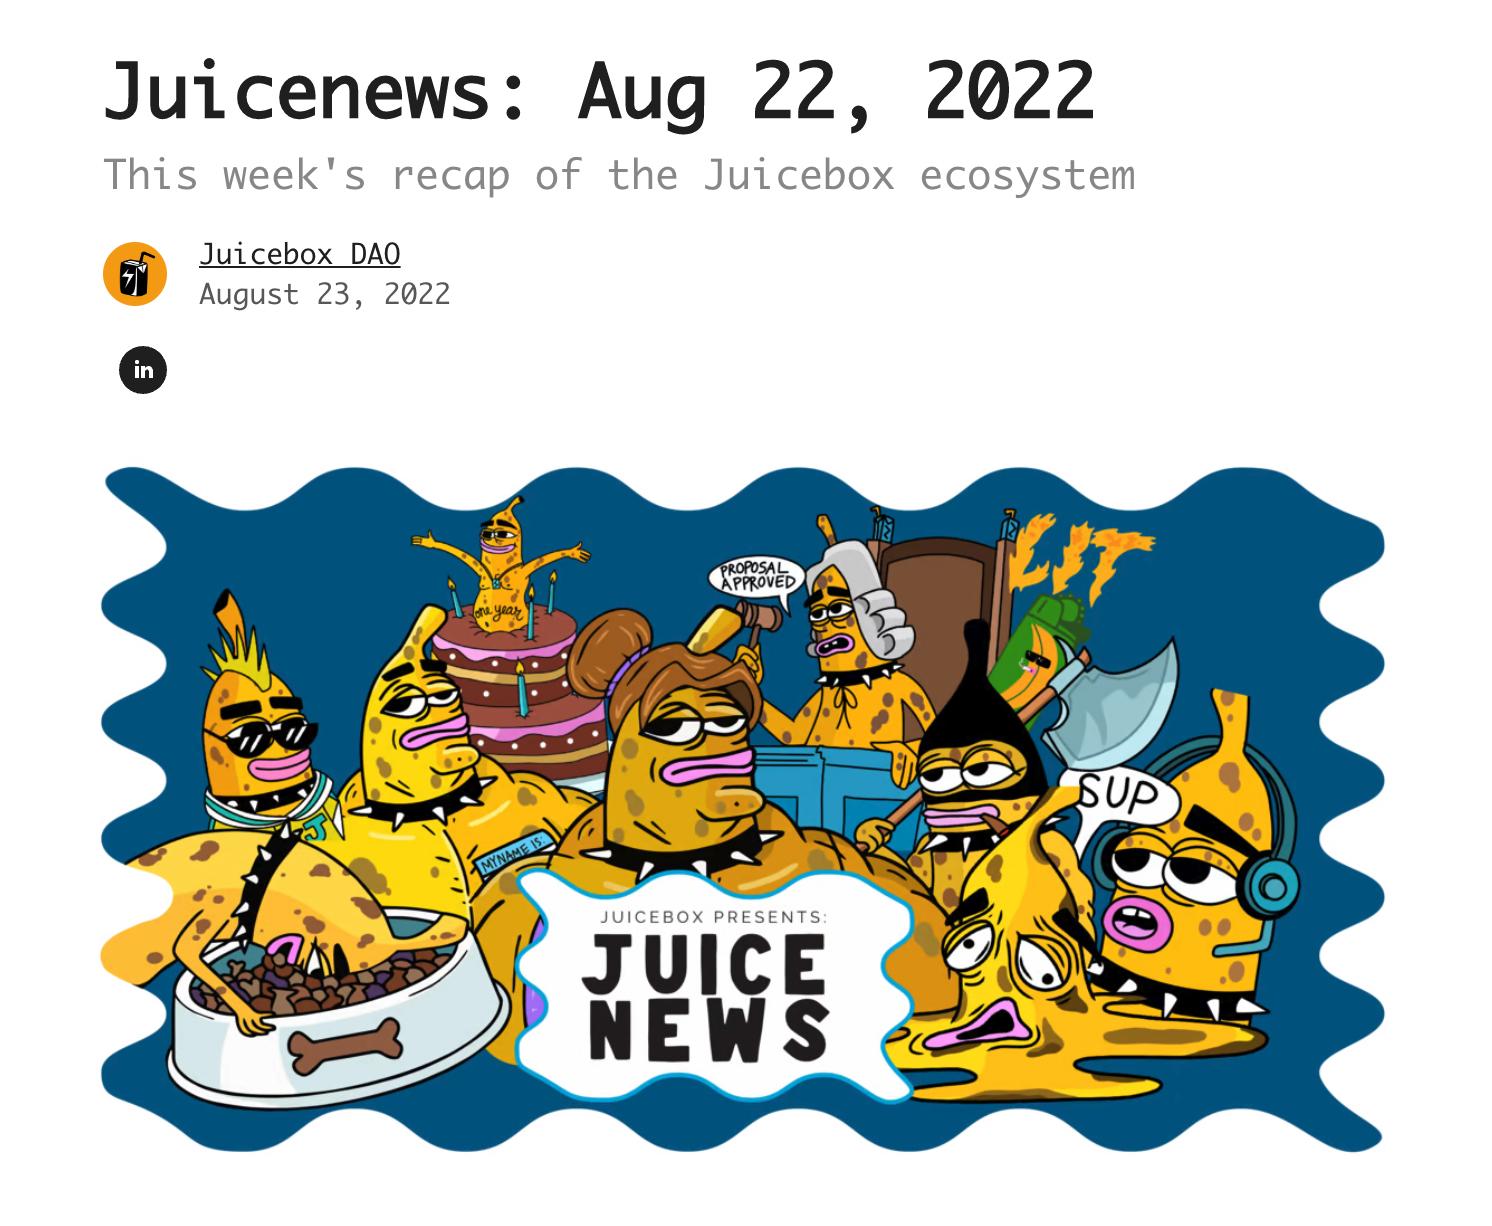 Juicenews: Aug 22, 2022
This week's recap of the Juicebox ecosystem
Juicebox DAO
August 23, 2022
in
LIT
PROPOSAL
APPROVED
one year
SUP
J
MY NAME IS:
JUICEBOX PRESENTS:
JUICE
NEWS